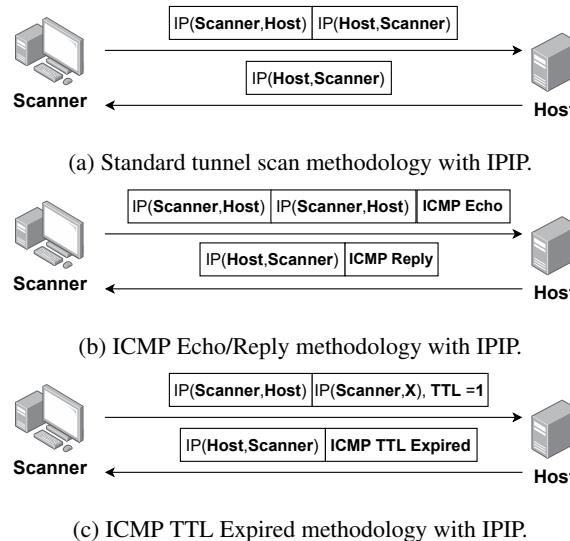 IP(Scanner,Host) IP(Host,Scanner)
IP(Host,Scanner)
Scanner Host
(a) Standard tunnel scan methodology with IPIP.
IP(Scanner,Host) IP(Scanner,Host) ICMP Echo
IP(Host,Scanner) ICMP Reply
Scanner Host
(b) ICMP Echo/Reply methodology with IPIP.
IP(Scanner,Host) IP(Scanner,X), TTL =1
IP(Host,Scanner) ICMP TTL Expired
Scanner Host
(c) ICMP TTL Expired methodology with IPIP.